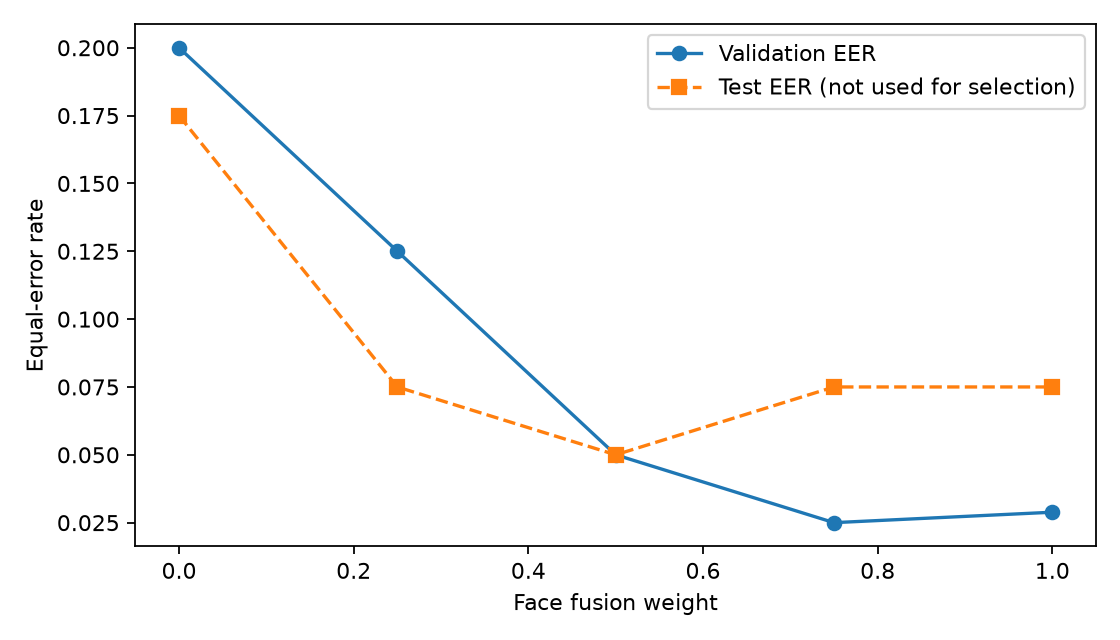 Validation EER
Test EER (not used for selection)
Equal-error rate
0.200
0.175
0.150
0.125
0.100
0.075
0.050
0.025
0.0 0.2 0.4 0.6 0.8 1.0
Face fusion weight